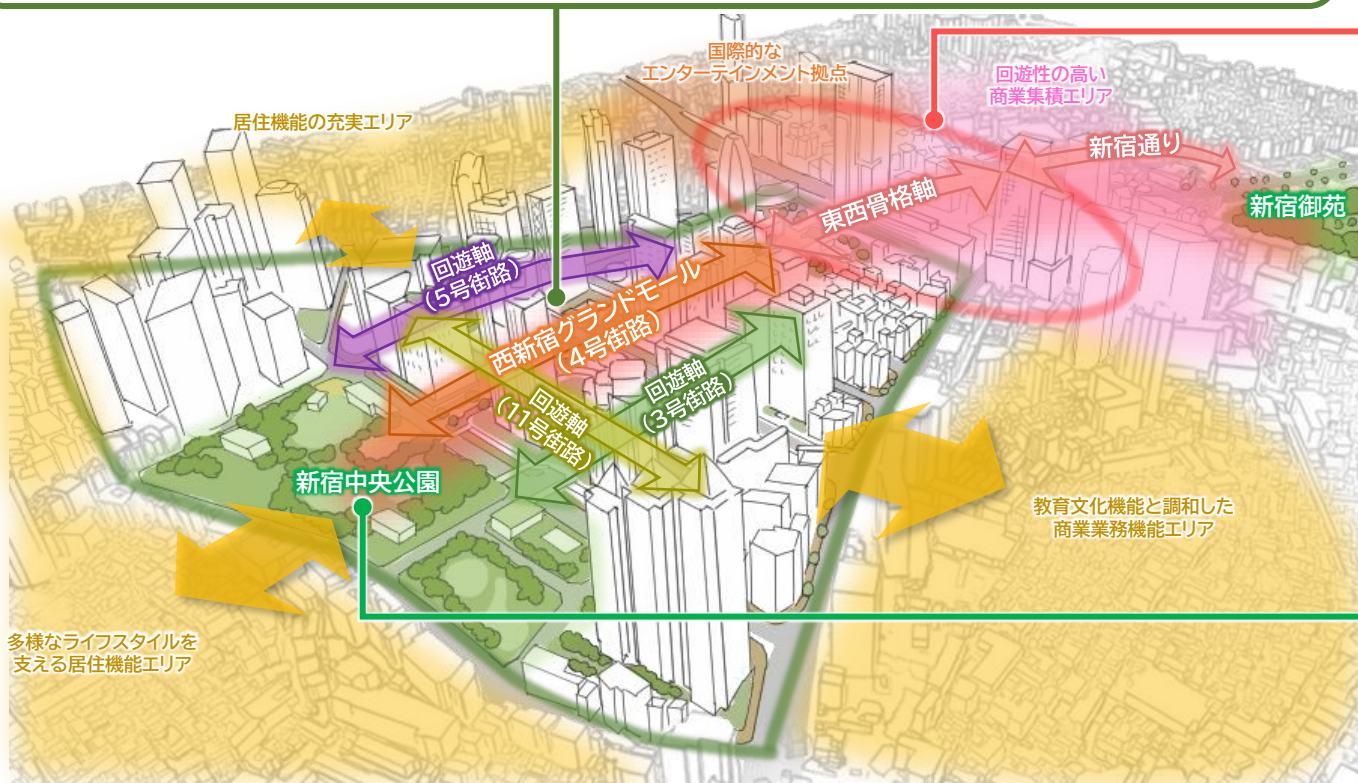 国際的な
エンターテインメント拠点
回遊性の高い
商業集積エリア
居住機能の充実エリア
新宿通り
東西骨格軸
新宿御苑
回遊軸
(5号街路)
西新宿グランドモール
(4号街路)
回遊軸
(3号街路)
回遊軸
(11号街路)
新宿中央公園
教育文化機能と調和した
商業業務機能エリア
多様なライフスタイルを
支える居住機能エリア